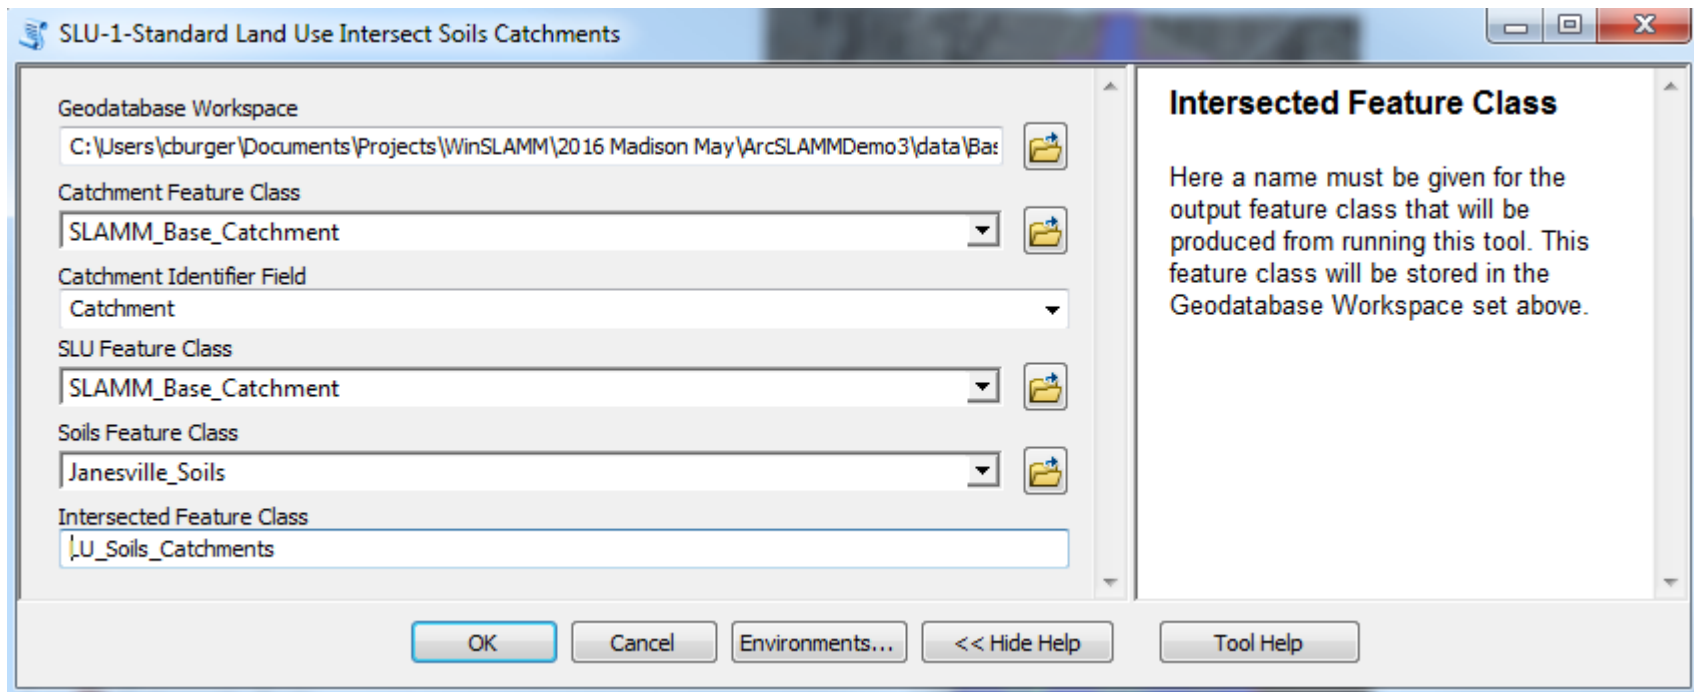 SLU-1-Standard Land Use Intersect Soils Catchments
Geodatabase Workspace
C:\Users\cburger\Documents\Projects\WinSLAMM\2016 Madison May\ArcSLAMMDemo3\data\Bas
Catchment Feature Class
SLAMM_Base_Catchment
Catchment Identifier Field
Catchment
SLU Feature Class
SLAMM_Base_Catchment
Soils Feature Class
Janesville_Soils
Intersected Feature Class
LU_Soils_Catchments
OK
Cancel
Environments...
<< Hide Help
Intersected Feature Class
Here a name must be given for the
output feature class that will be
produced from running this tool. This
feature class will be stored in the
Geodatabase Workspace set above.
Tool Help